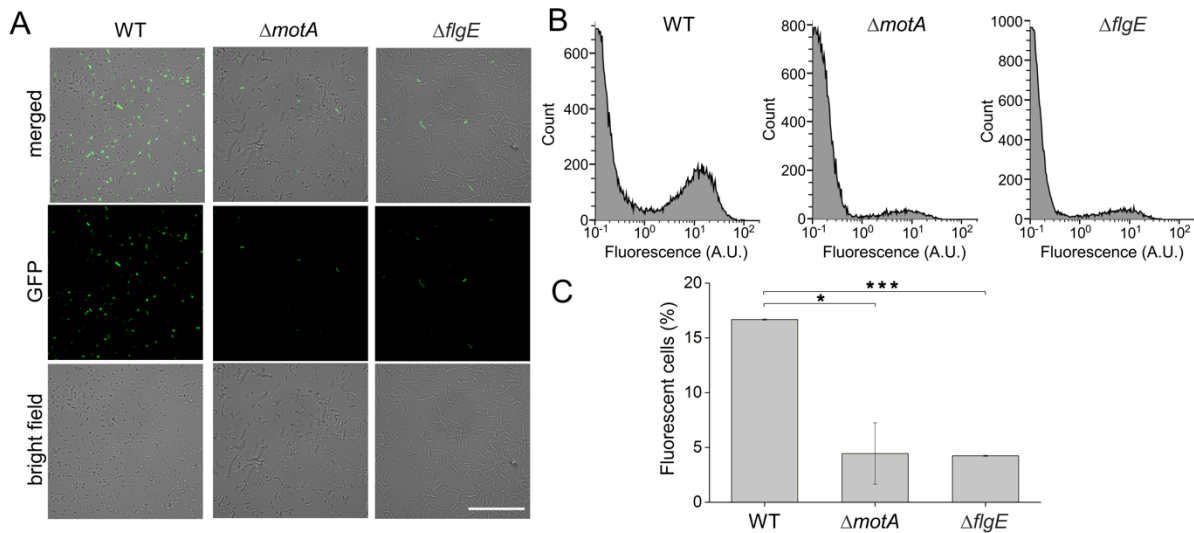 A
WT
ΔmotA
ΔflgE
merged
GFP
bright field
B
WT
ΔmotA
ΔflgE
Count
600
400
200
0
10⁻¹ 10⁰ 10¹ 10²
Fluorescence (A.U.)
Count
800
600
400
200
0
10⁻¹ 10⁰ 10¹ 10²
Fluorescence (A.U.)
Count
1000
800
600
400
200
0
10⁻¹ 10⁰ 10¹ 10²
Fluorescence (A.U.)
C
Fluorescent cells (%)
20
15
10
5
0
***
*
WT
ΔmotA
ΔflgE